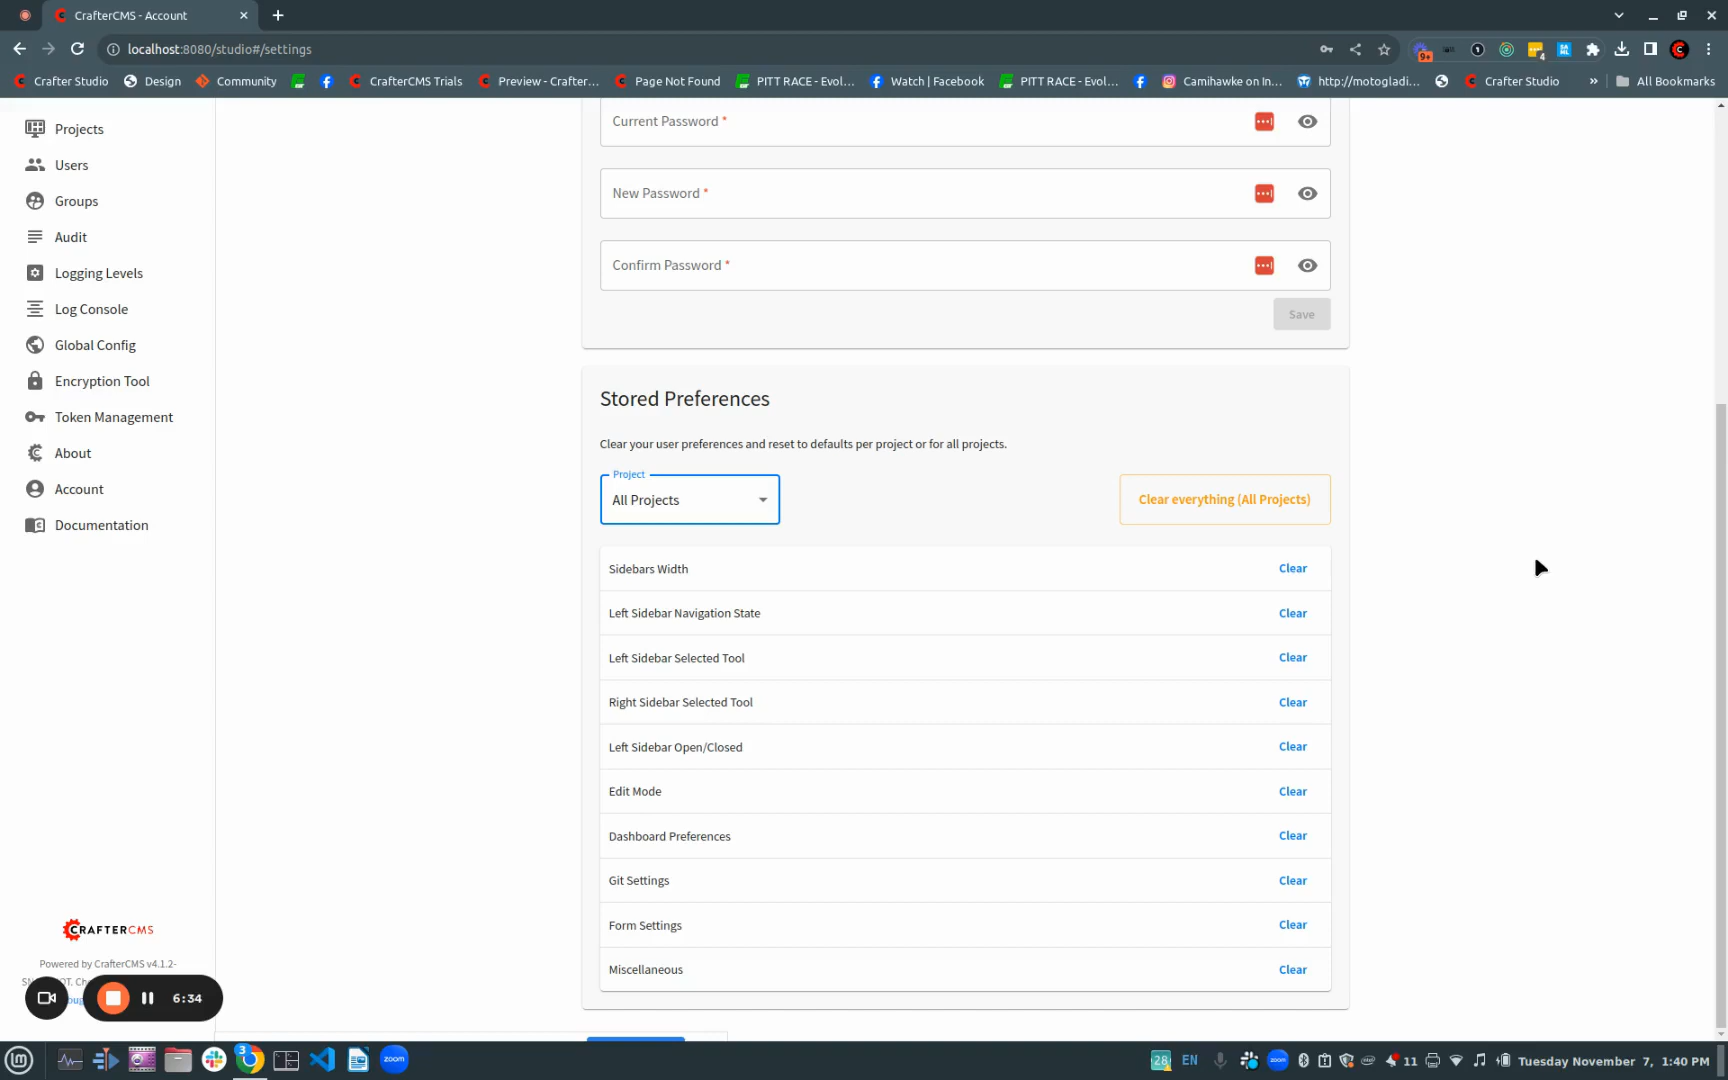 CrafterCMS - Account
localhost:8080/studio#/settings
9+
4
Crafter Studio
Design
Community
CrafterCMS Trials
Preview - Crafter...
Page Not Found
PITT RACE - Evol...
Watch | Facebook
PITT RACE - Evol...
Camihawke on In...
http://motogladi...
Crafter Studio
»
All Bookmarks
Projects
Users
Groups
Audit
Logging Levels
Log Console
Global Config
Encryption Tool
Token Management
About
Account
Documentation
Current Password *
New Password *
Confirm Password *
Save
Stored Preferences
Clear your user preferences and reset to defaults per project or for all projects.
Project
All Projects
Clear everything (All Projects)
Sidebars Width Clear
Left Sidebar Navigation State Clear
Left Sidebar Selected Tool Clear
Right Sidebar Selected Tool Clear
Left Sidebar Open/Closed Clear
Edit Mode Clear
Dashboard Preferences Clear
Git Settings Clear
Form Settings Clear
Miscellaneous Clear
CRAFTERCMS
Powered by CrafterCMS v4.1.2-
6:34
3
zoom
28
EN
zoom
11
Tuesday November 7, 1:40 PM